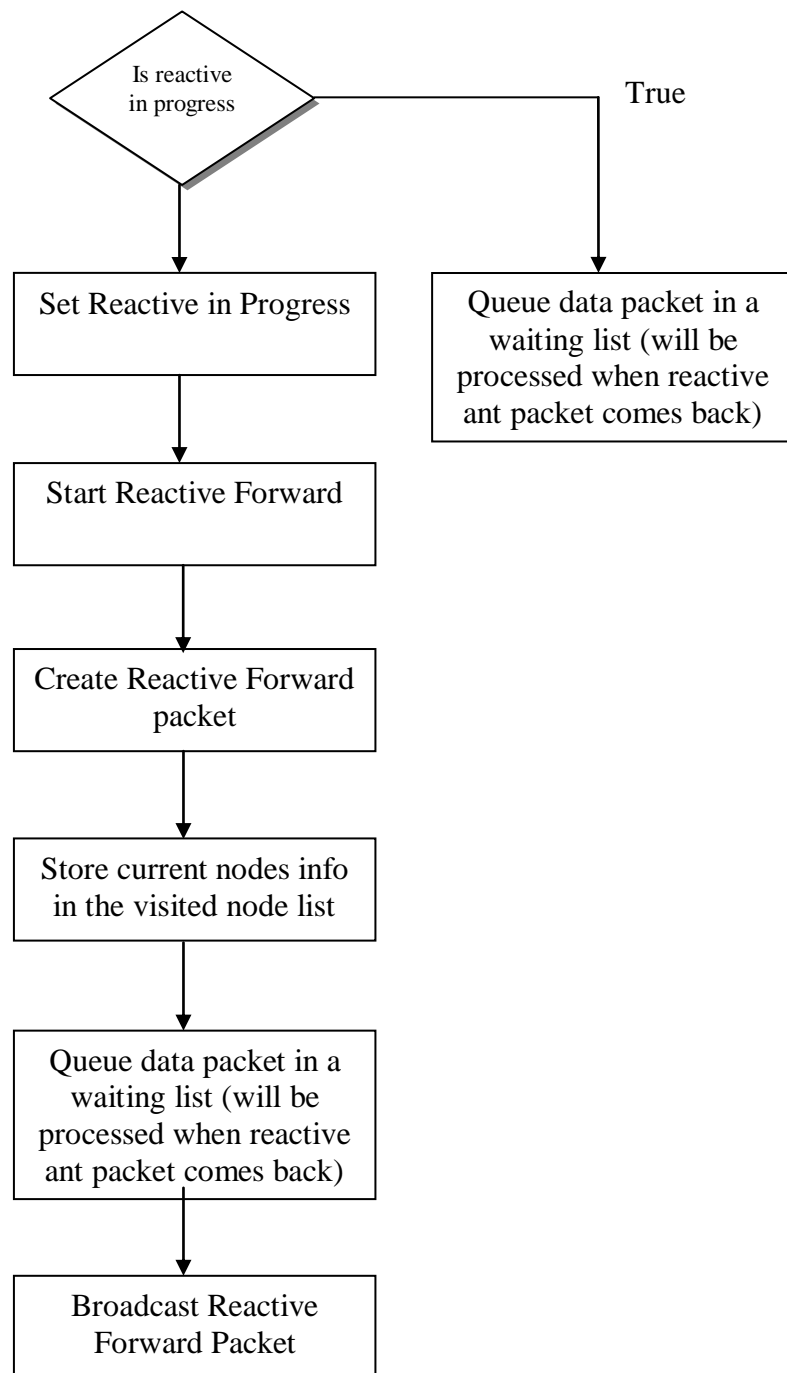 Is reactive
in progress
True
Set Reactive in Progress
Queue data packet in a
waiting list (will be
processed when reactive
ant packet comes back)
Start Reactive Forward
Create Reactive Forward
packet
Store current nodes info
in the visited node list
Queue data packet in a
waiting list (will be
processed when reactive
ant packet comes back)
Broadcast Reactive
Forward Packet